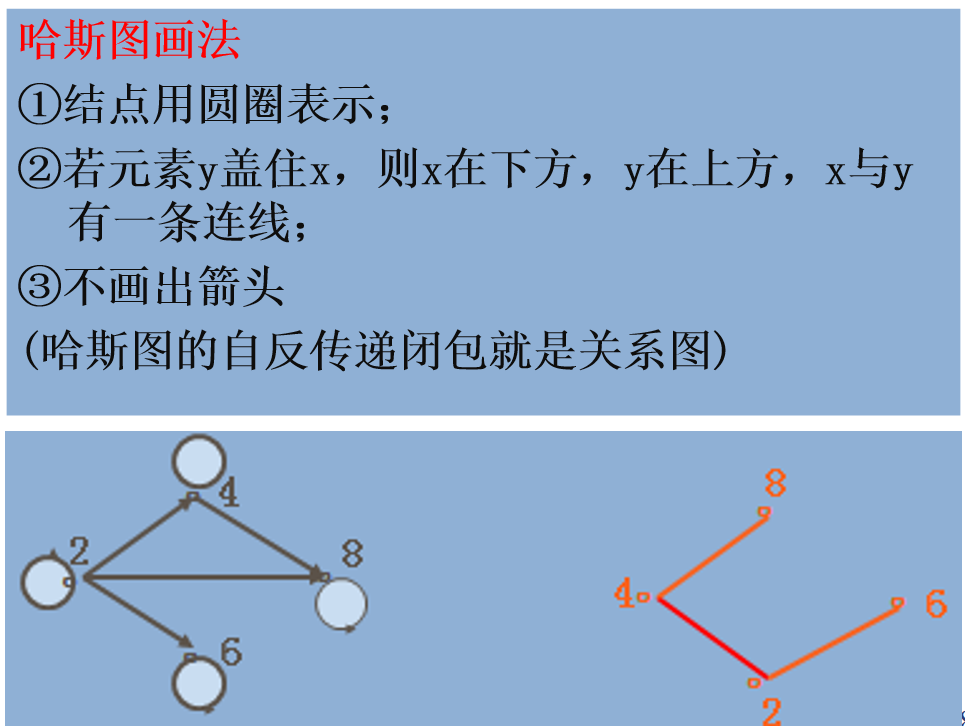 哈斯图画法
①结点用圆圈表示;
②若元素y盖住x，则x在下方，y在上方，x与y
有一条连线;
③不画出箭头
(哈斯图的自反传递闭包就是关系图)
4
2
8
6
8
4
6
2